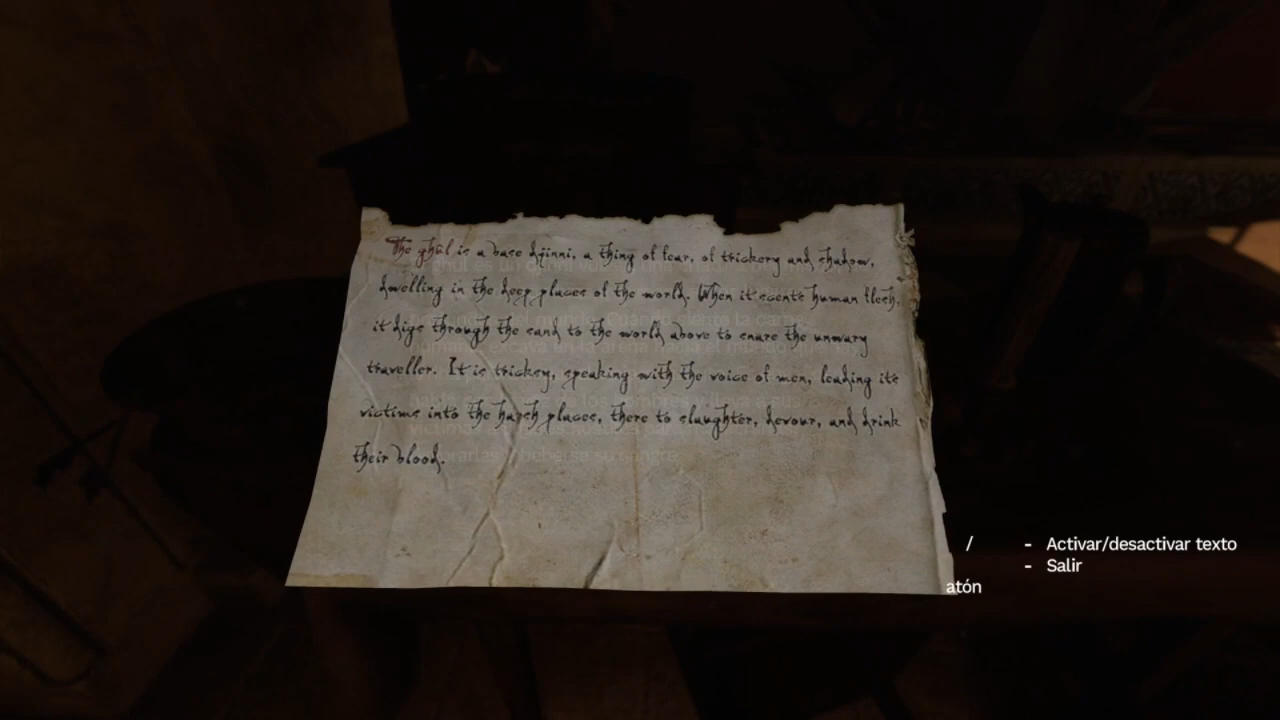 The ghūl is a base djinni, a thing of fear, of trickery and shadow,
dwelling in the deep places of the world. When it scents human flesh,
it digs through the sand to the world above to snare the unwary
traveller. It is tricksy, speaking with the voice of men, leading its
victims into the harsh places, there to slaughter, devour, and drink
their blood.
/ - Activar/desactivar texto
- Salir
atón